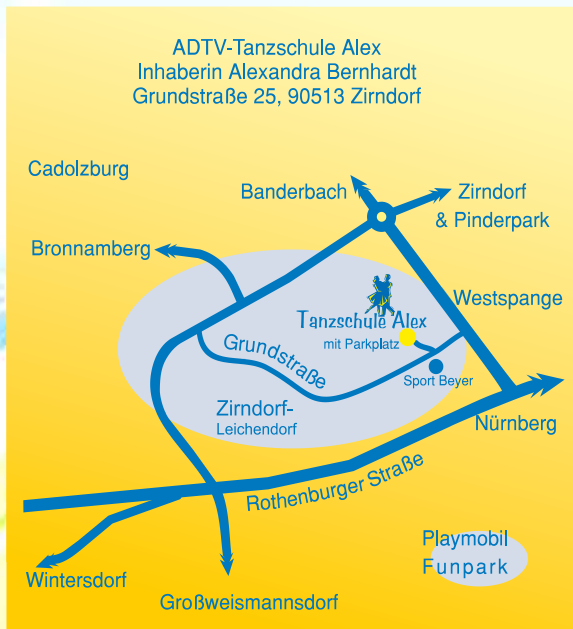 ADTV-Tanzschule Alex
Inhaberin Alexandra Bernhardt
Grundstraße 25, 90513 Zirndorf
Cadolzburg
Banderbach
Zirndorf
& Pinderpark
Bronnamberg
Westspange
Tanzschule Alex
mit Parkplatz
Grundstraße
Sport Beyer
Zirndorf-
Leichendorf
Nürnberg
Rothenburger Straße
Playmobil
Funpark
Wintersdorf
Großweismannsdorf